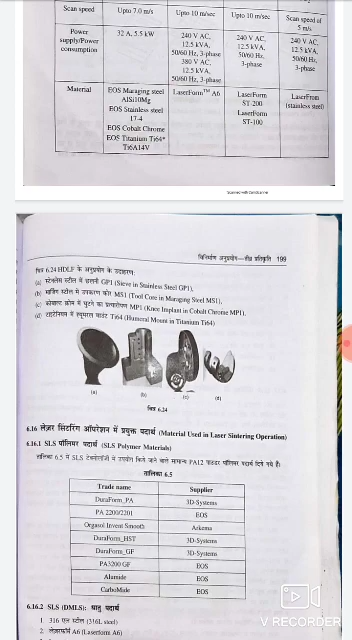 Scan speed Upto 7.0 m/s Upto 10 m/sec Upto 10 m/sec Scan speed of 5 m/s
Power supply/Power consumption 32 A, 5.5 kW 240 V AC, 12.5 kVA, 50/60 Hz, 3-phase 380 V AC, 12.5 kVA, 50/60 Hz, 3-phase 240 V AC, 12.5 kVA, 50/60 Hz, 3-phase 240 V AC, 12.5 kVA, 50/60 Hz, 3-phase
Material EOS Maraging steel AlSi10Mg EOS Stainless steel 17-4 EOS Cobalt Chrome EOS Titanium Ti64* Ti6A14V LaserForm™ A6 LaserForm ST-200 LaserForm ST-100 LaserFrom (stainless steel)
Scanned with CamScanner
विनिर्माण अनुप्रयोग—तीव्र प्रतिकृति 199
चित्र 6.24 HDLF के अनुप्रयोग के उदाहरण:
(a) स्टेनलेस स्टील में छलनी GP1 (Sieve in Stainless Steel GP1),
(b) मार्जिंग स्टील में उपकरण कोर MS1 (Tool Core in Maraging Steel MS1),
(c) कोबाल्ट क्रोम में घुटने का प्रत्यारोपण MP1 (Knee Implant in Cobalt Chrome MP1),
(d) टाइटेनियम में ह्यूमरल माउंट Ti64 (Humeral Mount in Titanium Ti64)
(a) (b) (c) (d)
चित्र 6.24
6.16 लेज़र सिंटरिंग ऑपरेशन में प्रयुक्त पदार्थ (Material Used in Laser Sintering Operation)
6.16.1 SLS पॉलिमर पदार्थ (SLS Polymer Materials)
तालिका 6.5 में SLS टेक्नोलॉजी में उपयोग किये जाने वाले सामान्य PA12 पाउडर पॉलिमर पदार्थ दिये गये हैं।
तालिका 6.5
Trade name Supplier
DuraForm_PA 3D-Systems
PA 2200/2201 EOS
Orgasol Invent Smooth Arkema
DuraForm_HST 3D-Systems
DuraForm_GF 3D-Systems
PA3200 GF EOS
Alumide EOS
CarboMide EOS
6.16.2 SLS (DMLS): धातु पदार्थ
1. 316 एल स्टील (316L steel)
2. लेज़रफॉर्म A6 (Laserform A6)
V RECORDER